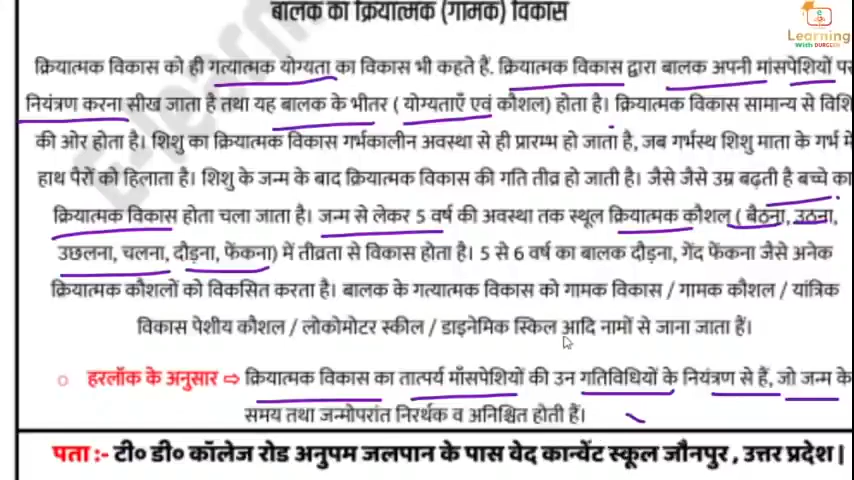 बालक का क्रियात्मक (गामक) विकास
Learning
With DURGESH
क्रियात्मक विकास को ही गत्यात्मक योग्यता का विकास भी कहते हैं, क्रियात्मक विकास द्वारा बालक अपनी मांसपेशियों पर
नियंत्रण करना सीख जाता है तथा यह बालक के भीतर ( योग्यताएँ एवं कौशल) होता है। क्रियात्मक विकास सामान्य से विशि
की ओर होता है। शिशु का क्रियात्मक विकास गर्भकालीन अवस्था से ही प्रारम्भ हो जाता है, जब गर्भस्थ शिशु माता के गर्भ में
हाथ पैरों को हिलाता है। शिशु के जन्म के बाद क्रियात्मक विकास की गति तीव्र हो जाती है। जैसे जैसे उम्र बढ़ती है बच्चे का
क्रियात्मक विकास होता चला जाता है। जन्म से लेकर 5 वर्ष की अवस्था तक स्थूल क्रियात्मक कौशल ( बैठना, उठना,
उछलना, चलना, दौड़ना, फेंकना) में तीव्रता से विकास होता है। 5 से 6 वर्ष का बालक दौड़ना, गेंद फेंकना जैसे अनेक
क्रियात्मक कौशलों को विकसित करता है। बालक के गत्यात्मक विकास को गामक विकास / गामक कौशल / यांत्रिक
विकास पेशीय कौशल / लोकोमोटर स्कील / डाइनेमिक स्किल आदि नामों से जाना जाता हैं।
हरलॉक के अनुसार ⇨ क्रियात्मक विकास का तात्पर्य माँसपेशियों की उन गतिविधियों के नियंत्रण से हैं, जो जन्म के
समय तथा जन्मोपरांत निरर्थक व अनिश्चित होती हैं।
पता :- टी० डी० कॉलेज रोड अनुपम जलपान के पास वेद कान्वेंट स्कूल जौनपुर , उत्तर प्रदेश |